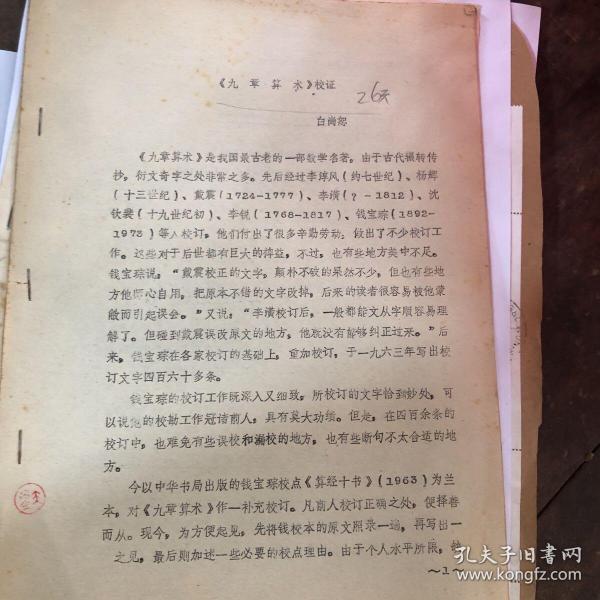 《九章算术》校证
26天
白尚恕
《九章算术》是我国最古老的一部数学名著，由于古代辗转传
抄，衍文夺字之处非常之多。先后经过李淳风（约七世纪）、杨辉
（十三世纪）、戴震（1724-1777）、李潢（？-1812）、沈
钦裴（十九世纪初）、李锐（1768-1817）、钱宝琮（1892-
1973）等人校订，他们付出了很多辛勤劳动，做出了不少校订工
作。这些对于后世都有巨大的裨益，不过，也有些地方美中不足。
钱宝琮说：“戴震校正的文字，颠朴不破的果然不少，但也有些地
方他师心自用，把原本不错的文字改掉，后来的读者很容易被他蒙
蔽而引起误会。”又说：“李潢校订后，一般都能文从字顺容易理
解了。但碰到戴震误改原文的地方，他就没有能够纠正过来。”后
来，钱宝琮在各家校订的基础上，重加校订，于一九六三年写出校
订文字四百六十多条。
钱宝琮的校订工作既深入又细致，所校订的文字恰到妙处，可
以说他的校勘工作冠诸前人，具有莫大功绩。但是，在四百余条的
校订中，也难免有些误校和漏校的地方，也有些断句不太合适的地
方。
今以中华书局出版的钱宝琮校点《算经十书》（1963）为兰
本，对《九章算术》作一补充校订。凡前人校订正确之处，便择善
而从。现今，为方便起见，先将钱校本的原文照录一遍，再写出一
之见，最后则加述一些必要的校点理由。由于个人水平所限，缺
～1～
孔夫子旧书网
www.kongfz.com